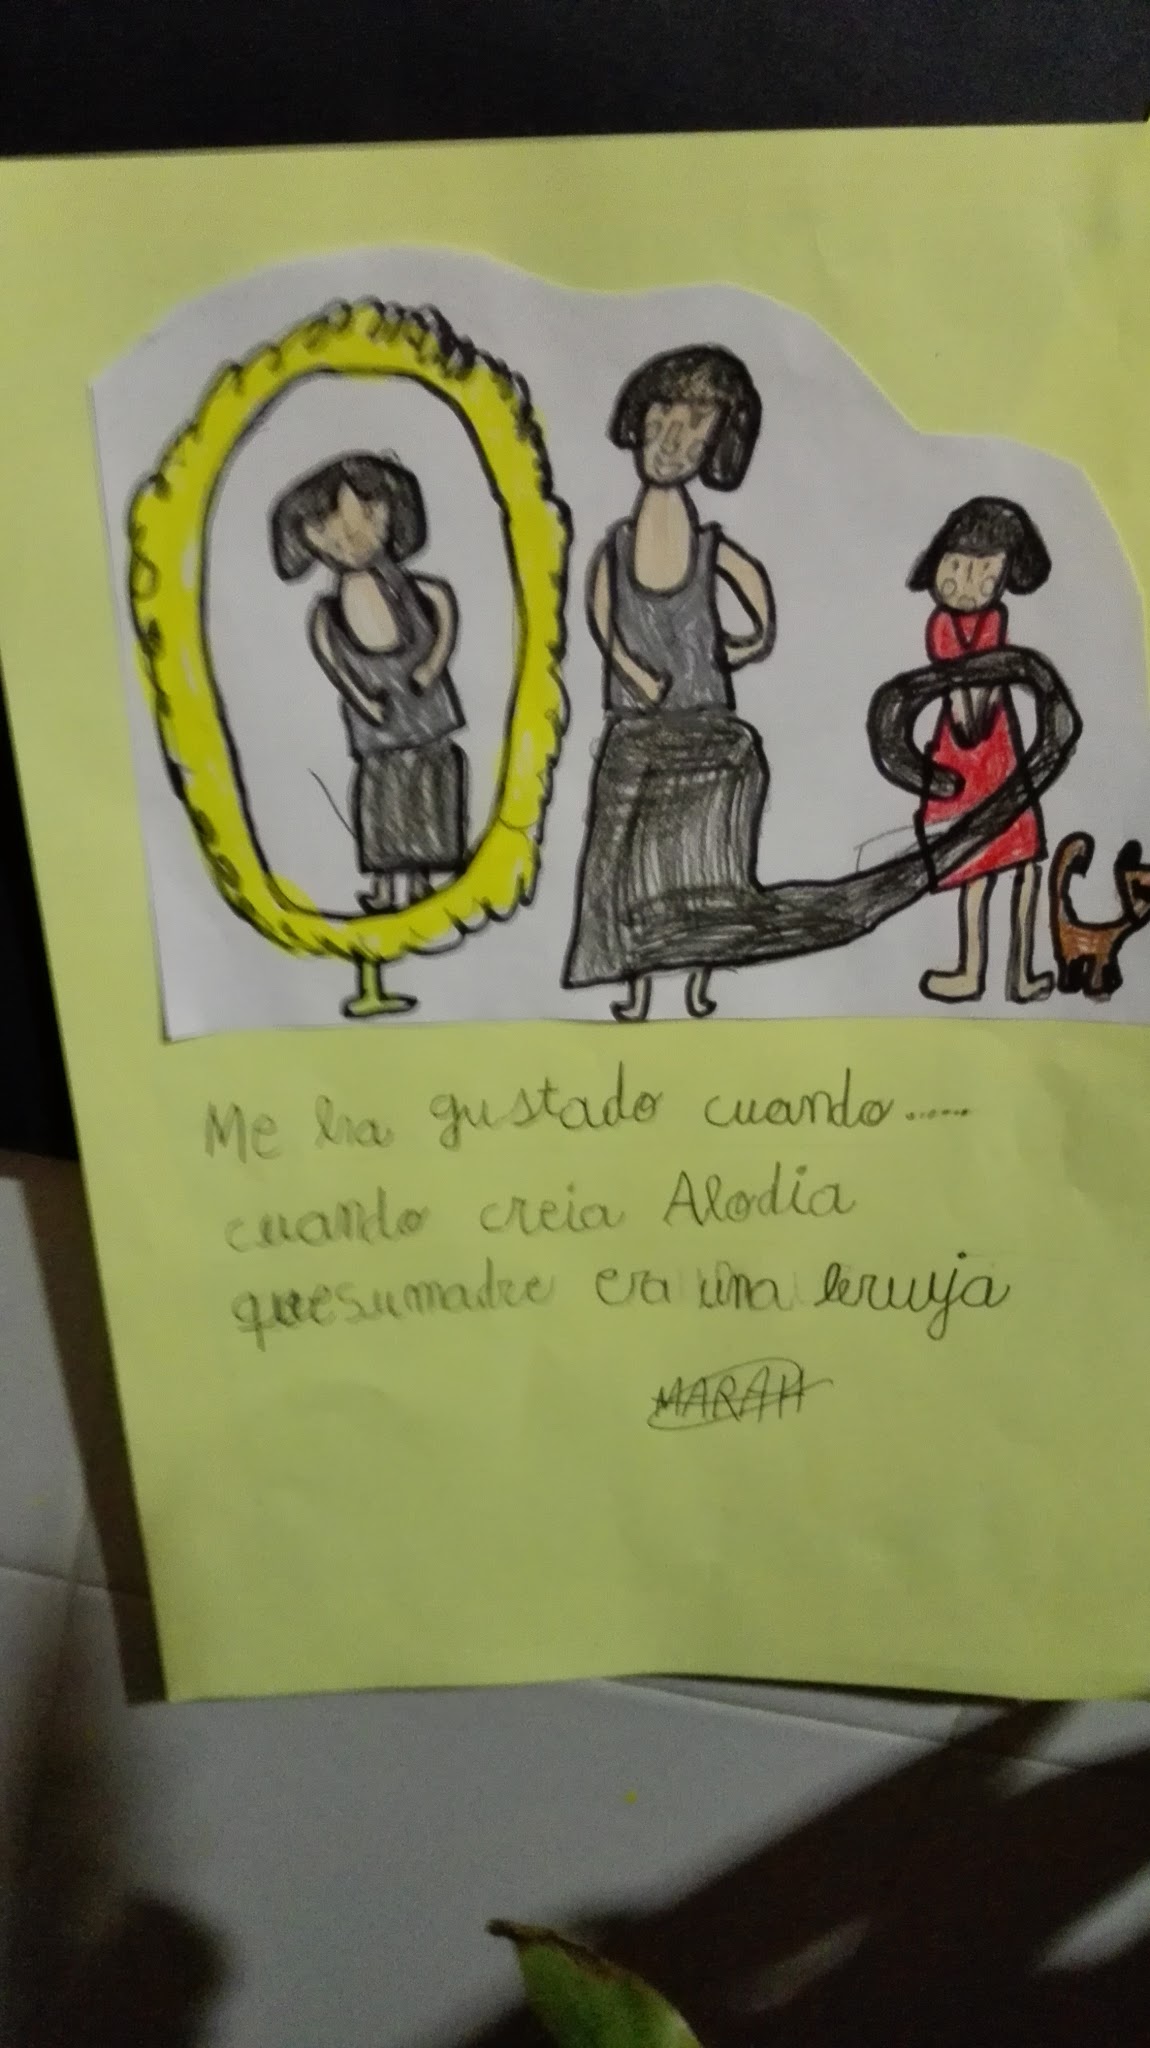 Me ha gustado cuando......
cuando creia Alodia
quesumadre era una bruja
MARAH